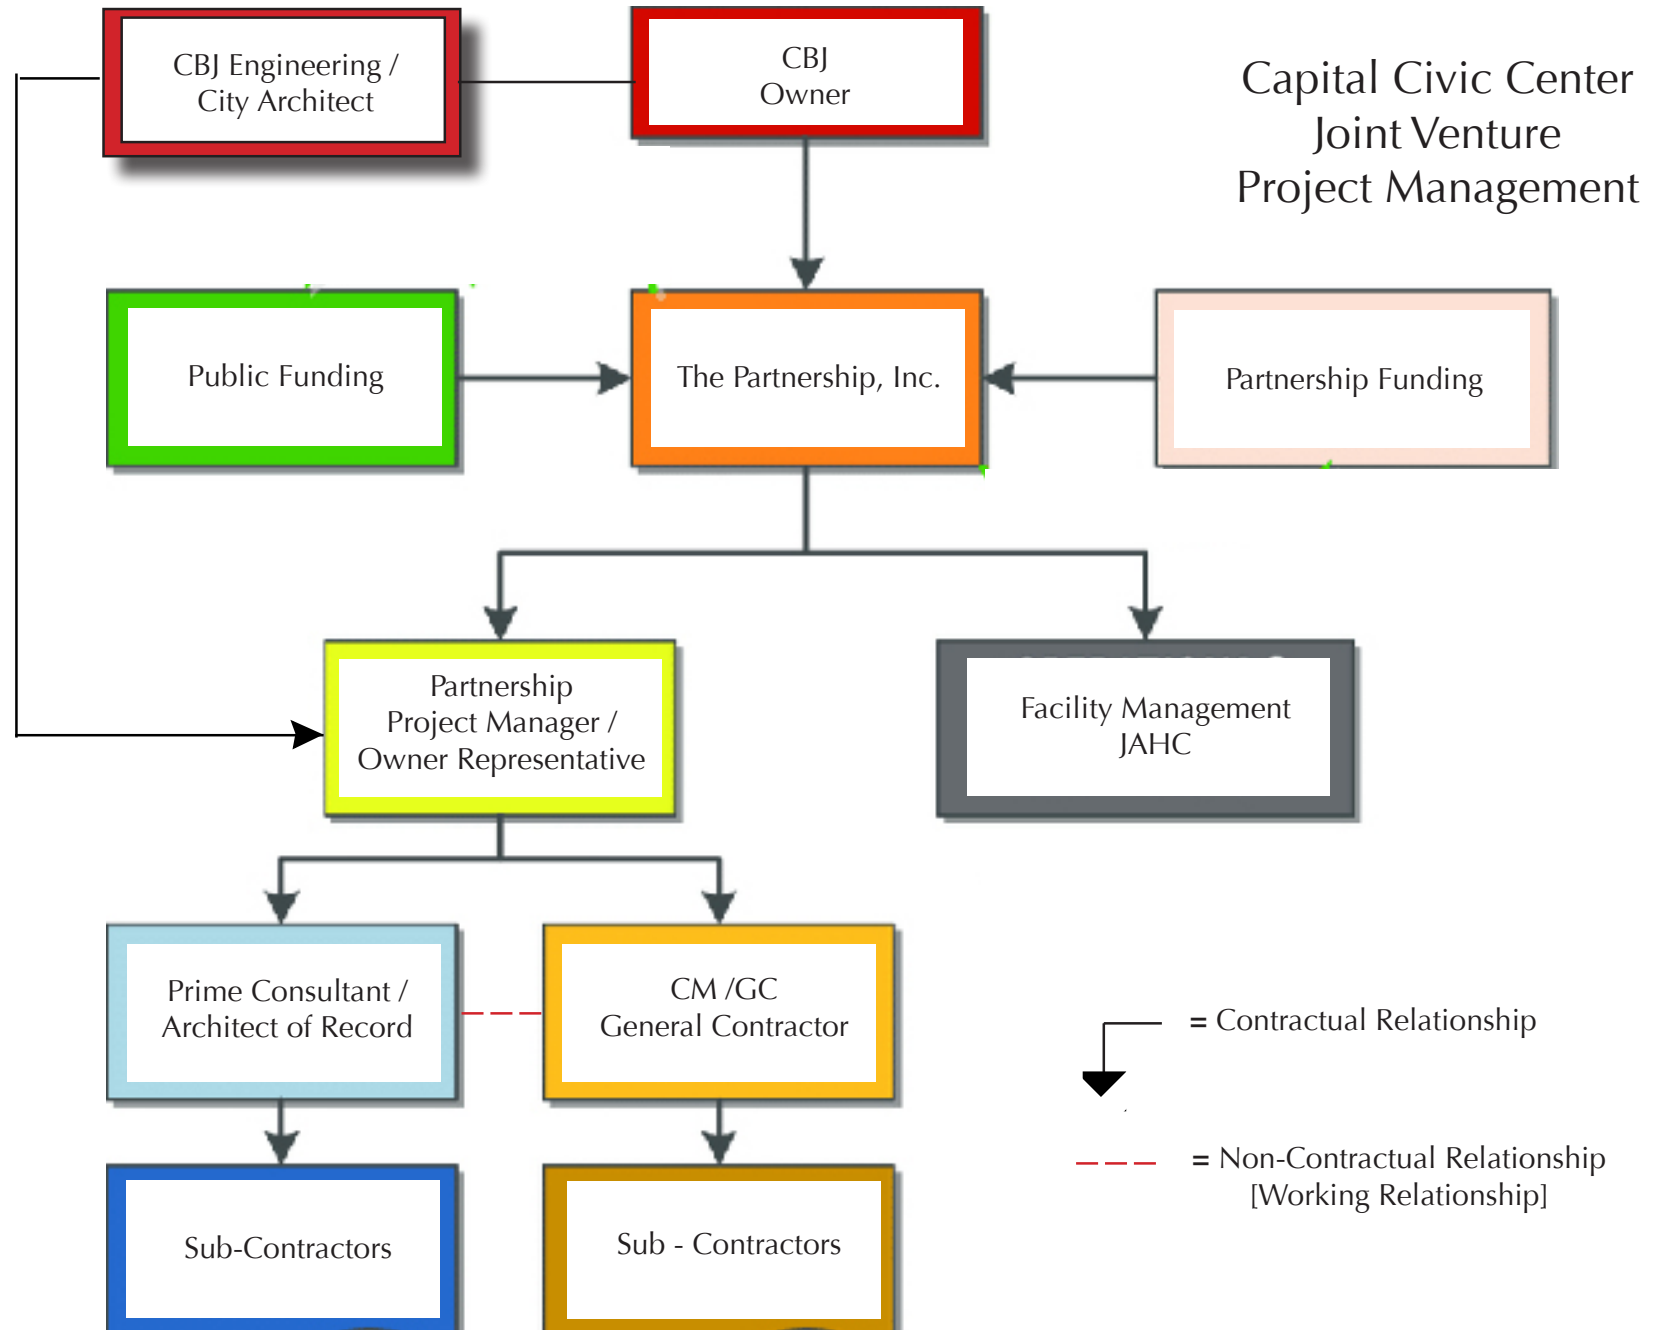 CBJ Engineering /
City Architect
CBJ
Owner
Capital Civic Center
Joint Venture
Project Management
Public Funding
The Partnership, Inc.
Partnership Funding
Partnership
Project Manager /
Owner Representative
Facility Management
JAHC
Prime Consultant /
Architect of Record
CM /GC
General Contractor
= Contractual Relationship
= Non-Contractual Relationship
[Working Relationship]
Sub-Contractors
Sub - Contractors